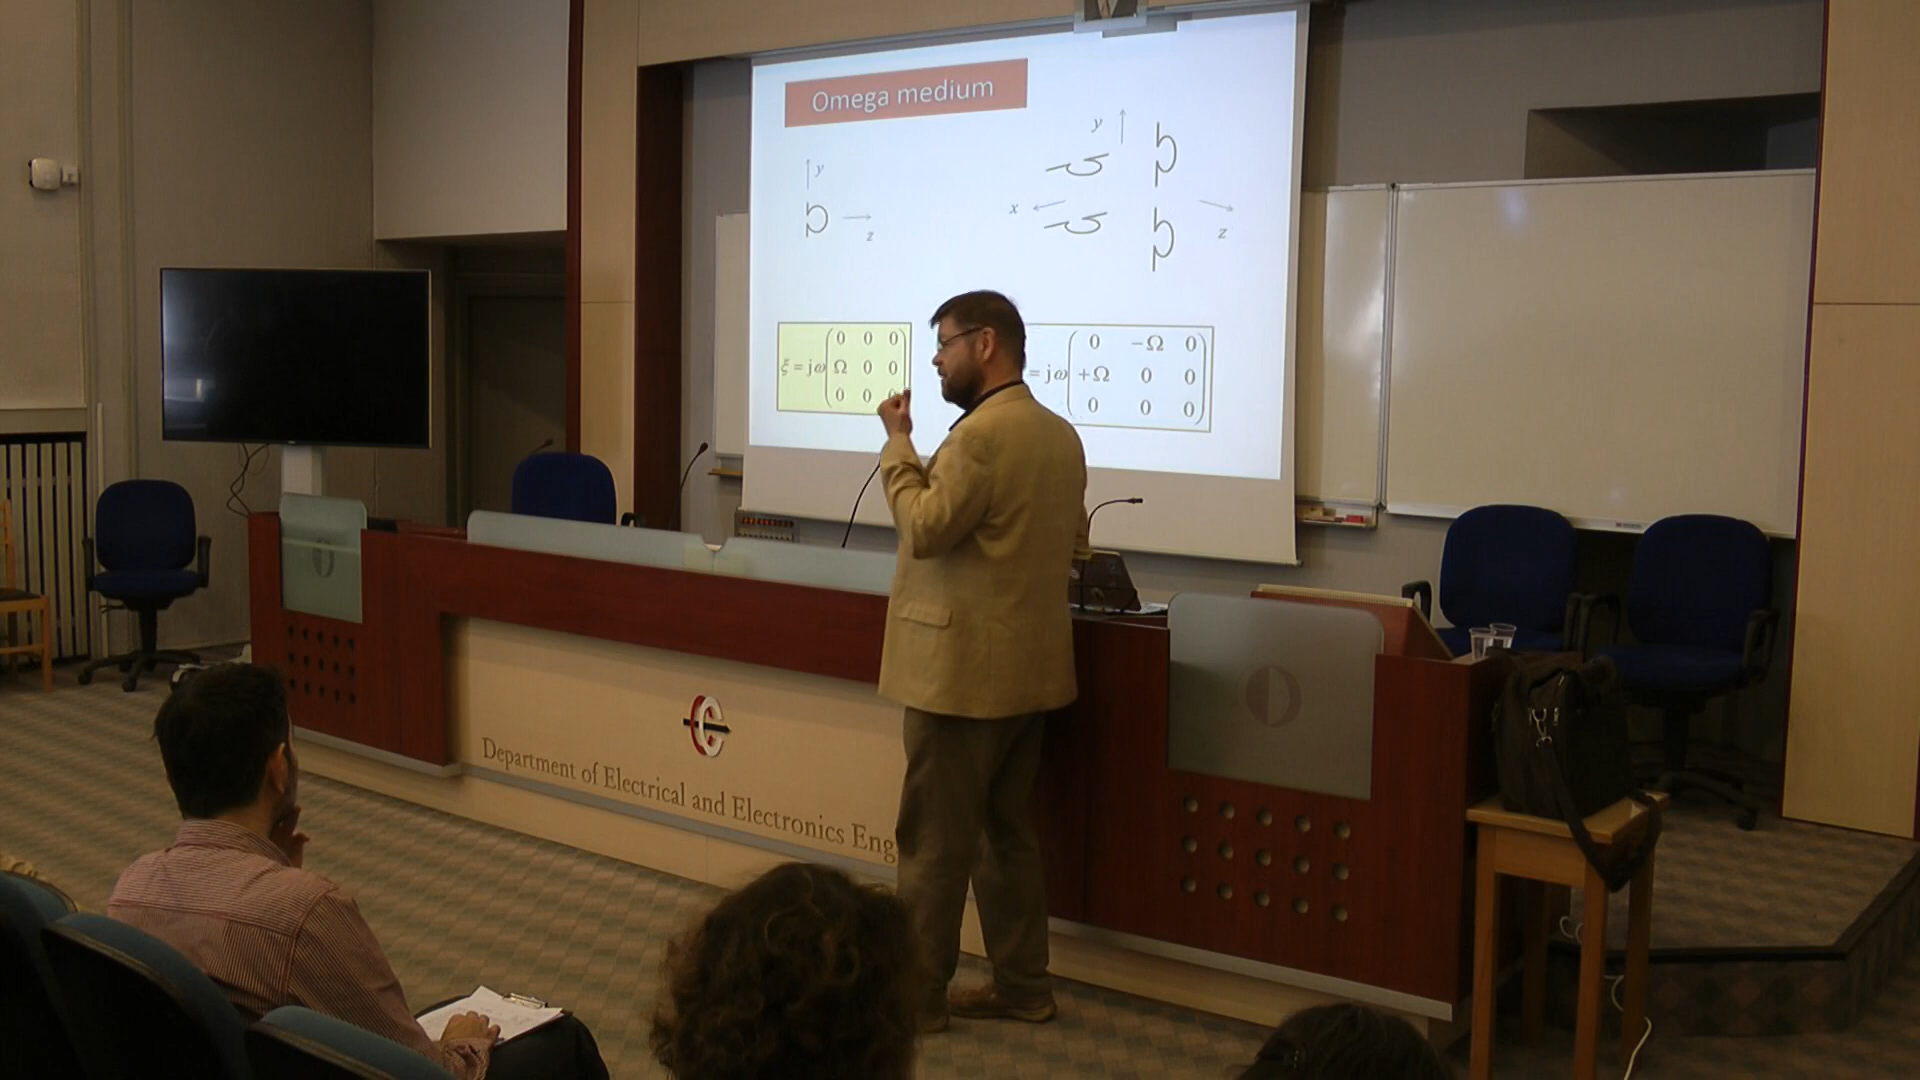 Omega medium
y
z
y
x
z
ξ = jω
0 0 0
Ω 0 0
0 0
= jω
0 −Ω 0
+Ω 0 0
0 0 0
Department of Electrical and Electronics Eng